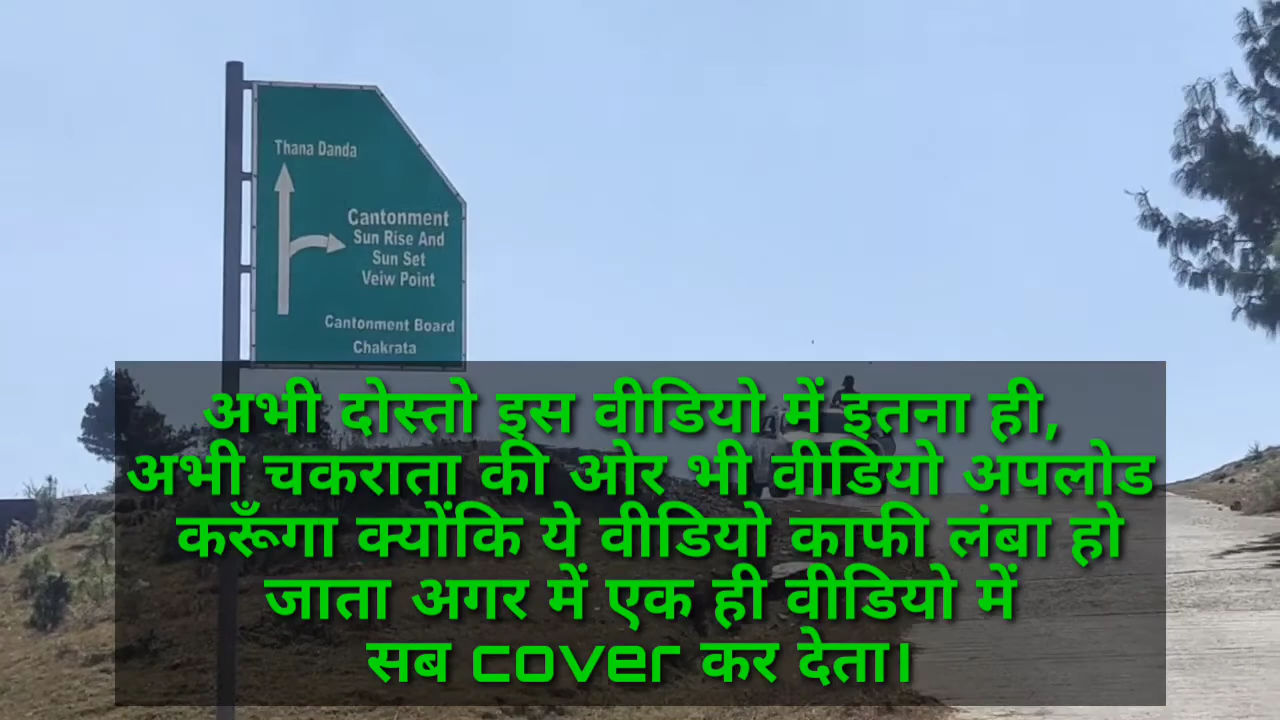 Thana Danda
Cantonment
Sun Rise And
Sun Set
Veiw Point
Cantonment Board
Chakrata
अभी दोस्तो इस वीडियो में इतना ही,
अभी चकराता की ओर भी वीडियो अपलोड
करूँगा क्योंकि ये वीडियो काफी लंबा हो
जाता अगर में एक ही वीडियो में
सब cover कर देता।